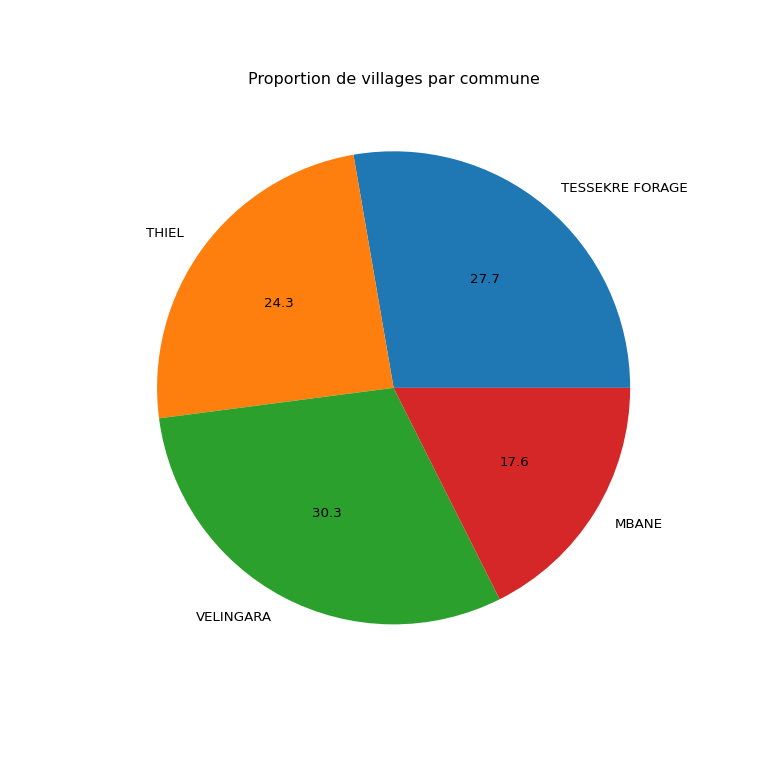 Proportion de villages par commune
TESSEKRE FORAGE
THIEL
27.7
24.3
17.6
30.3
MBANE
VELINGARA